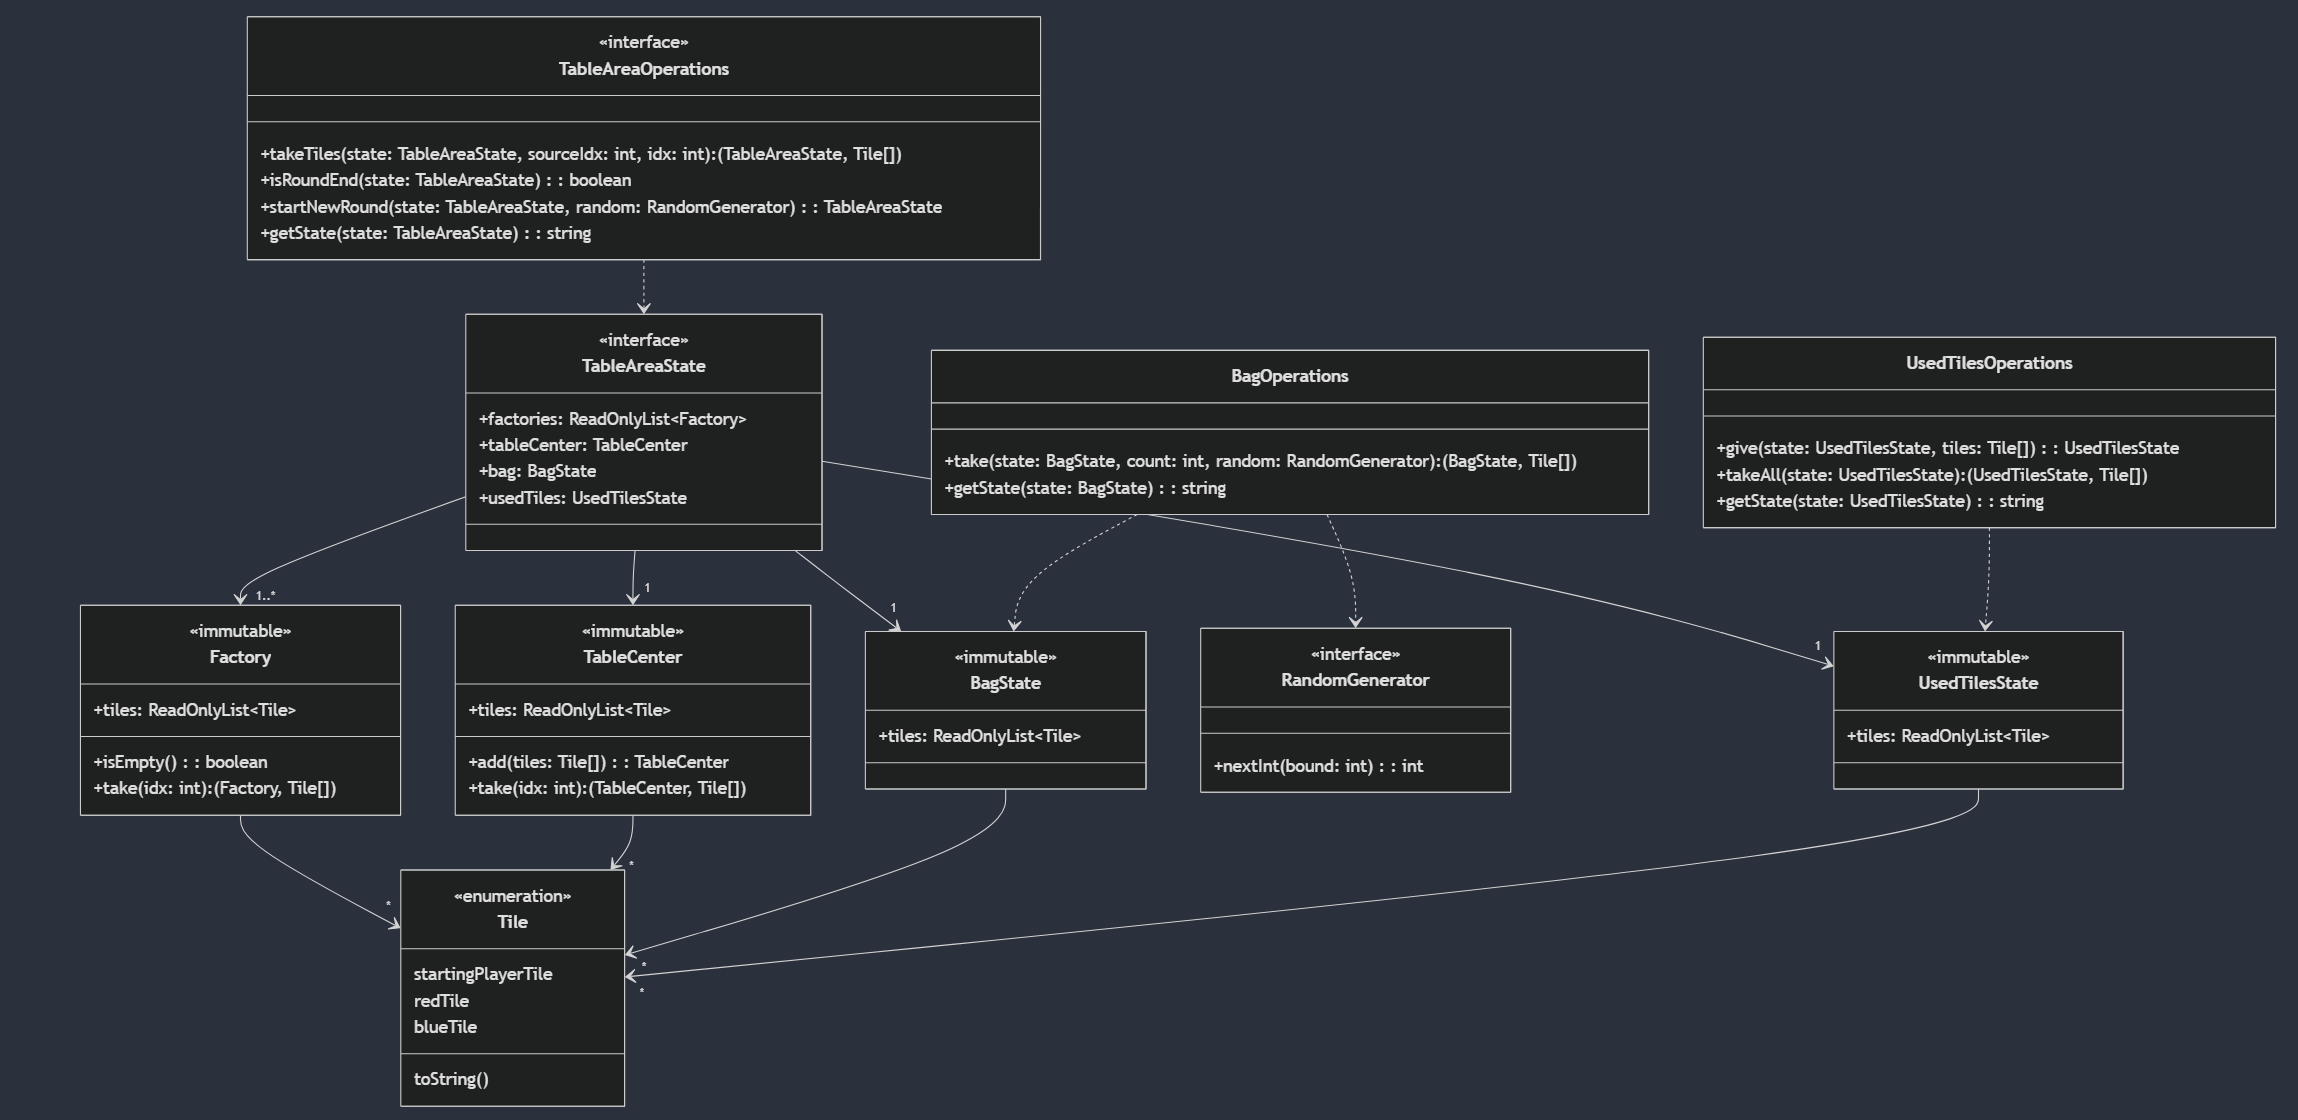 «interface»
TableAreaOperations
+takeTiles(state: TableAreaState, sourceIdx: int, idx: int):(TableAreaState, Tile[])
+isRoundEnd(state: TableAreaState) : : boolean
+startNewRound(state: TableAreaState, random: RandomGenerator) : : TableAreaState
+getState(state: TableAreaState) : : string
«interface»
TableAreaState
+factories: ReadOnlyList<Factory>
+tableCenter: TableCenter
+bag: BagState
+usedTiles: UsedTilesState
BagOperations
+take(state: BagState, count: int, random: RandomGenerator):(BagState, Tile[])
+getState(state: BagState) : : string
UsedTilesOperations
+give(state: UsedTilesState, tiles: Tile[]) : : UsedTilesState
+takeAll(state: UsedTilesState):(UsedTilesState, Tile[])
+getState(state: UsedTilesState) : : string
1..*
1
1
1
«immutable»
Factory
+tiles: ReadOnlyList<Tile>
+isEmpty() : : boolean
+take(idx: int):(Factory, Tile[])
«immutable»
TableCenter
+tiles: ReadOnlyList<Tile>
+add(tiles: Tile[]) : : TableCenter
+take(idx: int):(TableCenter, Tile[])
«immutable»
BagState
+tiles: ReadOnlyList<Tile>
«interface»
RandomGenerator
+nextInt(bound: int) : : int
«immutable»
UsedTilesState
+tiles: ReadOnlyList<Tile>
*
*
*
*
«enumeration»
Tile
startingPlayerTile
redTile
blueTile
toString()